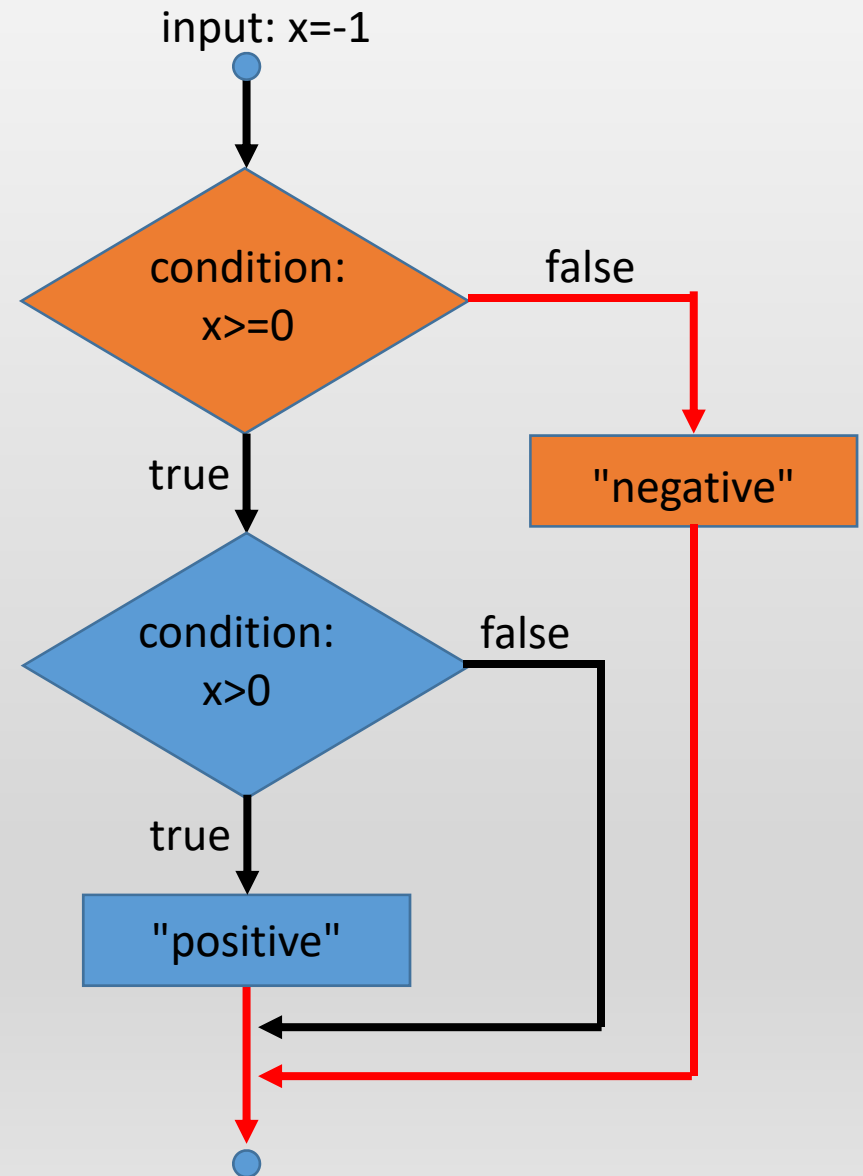 input: x=-1
condition:
x>=0
false
true
"negative"
condition:
x>0
false
true
"positive"